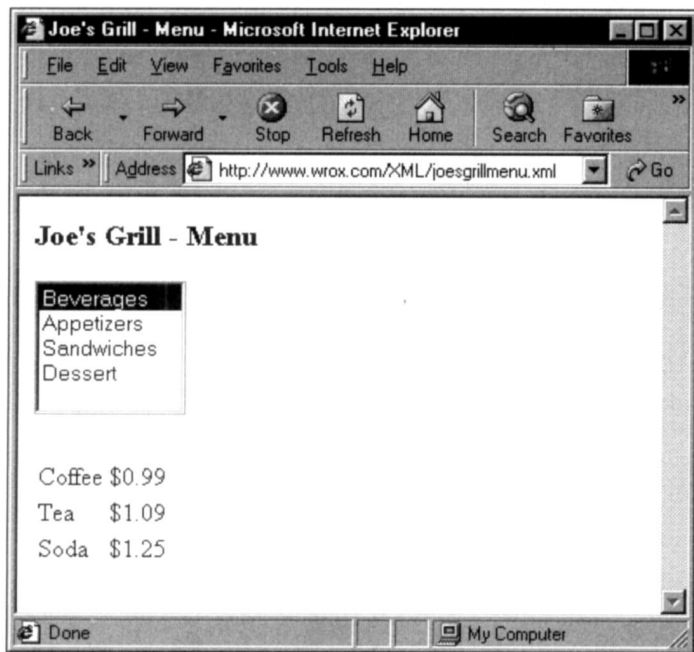 Joe's Grill - Menu - Microsoft Internet Explorer
File Edit View Favorites Tools Help
Back Forward Stop Refresh Home Search Favorites »
Links » Address http://www.wrox.com/XML/joesgrillmenu.xml Go
Joe's Grill - Menu
Beverages
Appetizers
Sandwiches
Dessert
Coffee $0.99
Tea $1.09
Soda $1.25
Done My Computer